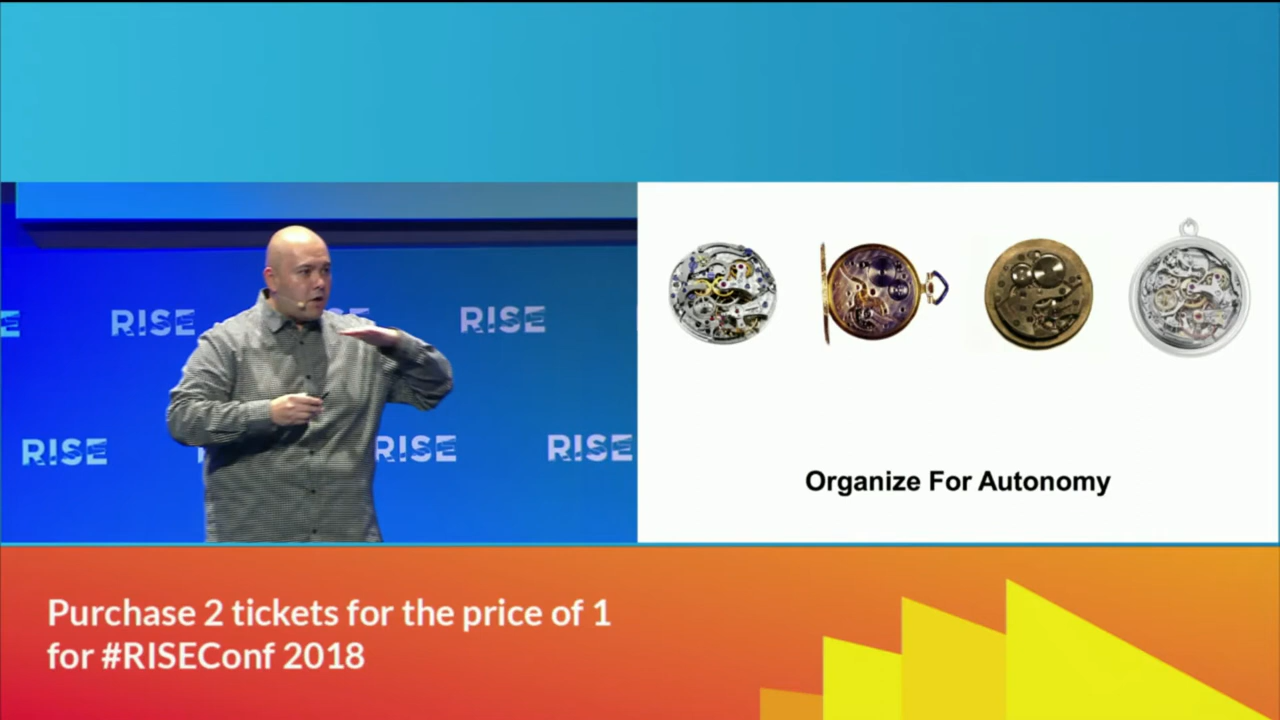 RISE
RISE
RISE
RISE
RISE
Organize For Autonomy
Purchase 2 tickets for the price of 1
for #RISEConf 2018